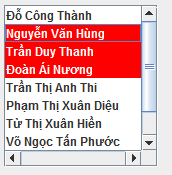 Đỗ Công Thành
Nguyễn Văn Hùng
Trần Duy Thanh
Đoàn Ái Nương
Trần Thị Anh Thi
Phạm Thị Xuân Diệu
Từ Thị Xuân Hiền
Võ Ngọc Tấn Phước